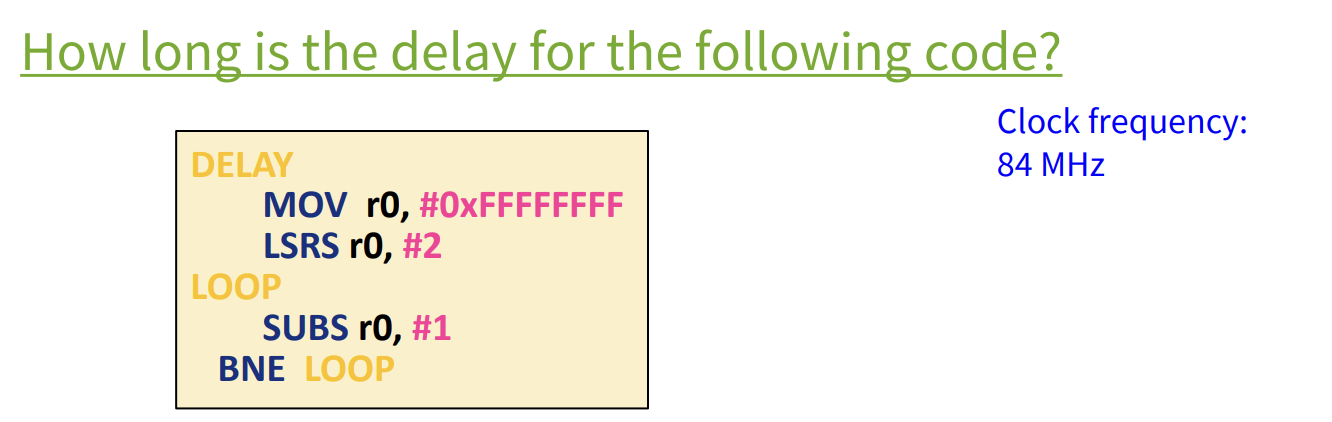 How long is the delay for the following code?
Clock frequency:
84 MHz
DELAY
MOV r0, #0xFFFFFFFF
LSRS r0, #2
LOOP
SUBS r0, #1
BNE LOOP